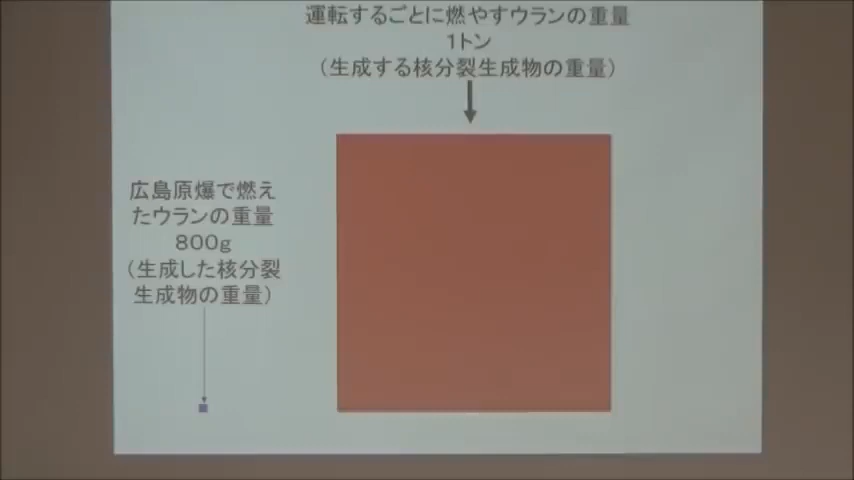 運転するごとに燃やすウランの重量
1トン
（生成する核分裂生成物の重量）
広島原爆で燃え
たウランの重量
８００ｇ
（生成した核分裂
生成物の重量）